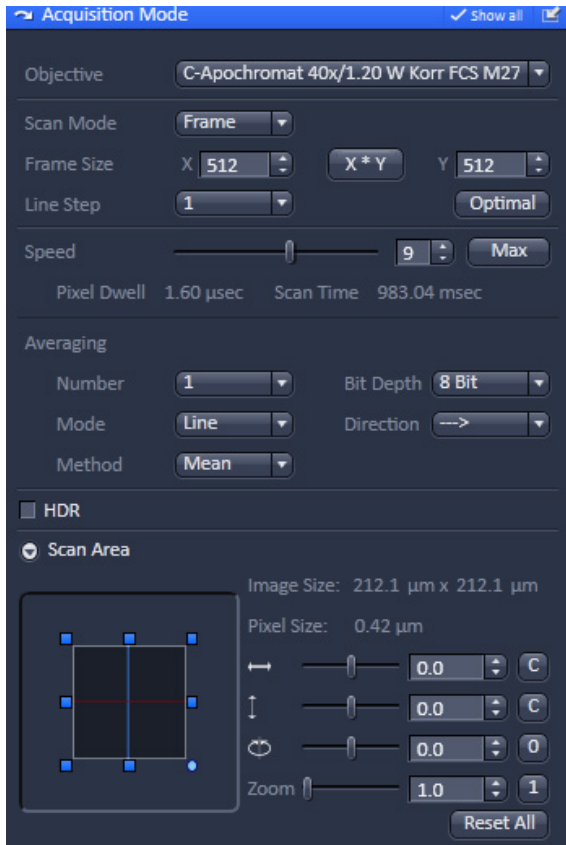 Acquisition Mode Show all
Objective C-Apochromat 40x/1.20 W Korr FCS M27
Scan Mode Frame
Frame Size X 512 X * Y Y 512
Line Step 1 Optimal
Speed 9 Max
Pixel Dwell 1.60 µsec Scan Time 983.04 msec
Averaging
Number 1 Bit Depth 8 Bit
Mode Line Direction --->
Method Mean
HDR
Scan Area
Image Size: 212.1 µm x 212.1 µm
Pixel Size: 0.42 µm
0.0 C
0.0 C
0.0 0
Zoom 1.0 1
Reset All